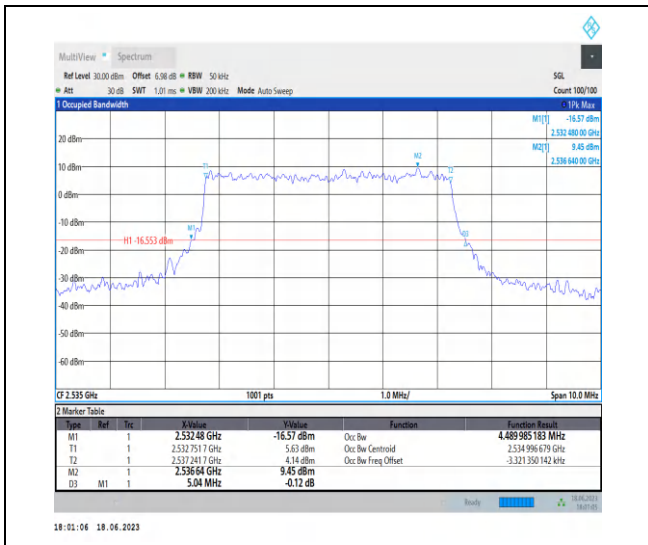 MultiView Spectrum
Ref Level 30.00 dBm Offset 6.98 dB RBW 50 kHz SGL
Att 30 dB SWT 1.01 ms VBW 200 kHz Mode Auto Sweep Count 100/100
1 Occupied Bandwidth 1Pk Max
M1[1] -16.57 dBm
2.532 480 00 GHz
M2[1] 9.45 dBm
2.536 640 00 GHz
20 dBm
10 dBm
0 dBm
-10 dBm
-20 dBm
-30 dBm
-40 dBm
-50 dBm
-60 dBm
T1
M2
T2
M1
D3
H1 -16.553 dBm
CF 2.535 GHz 1001 pts 1.0 MHz/ Span 10.0 MHz
2 Marker Table
Type Ref Trc X-Value Y-Value Function Function Result
M1 1 2.532 48 GHz -16.57 dBm Occ Bw 4.489 985 183 MHz
T1 1 2.532 751 7 GHz 5.63 dBm Occ Bw Centroid 2.534 996 679 GHz
T2 1 2.537 241 7 GHz 4.14 dBm Occ Bw Freq Offset -3.321 350 142 kHz
M2 1 2.536 64 GHz 9.45 dBm
D3 M1 1 5.04 MHz -0.12 dB
Ready 18.06.2023
18:01:05
18:01:06 18.06.2023